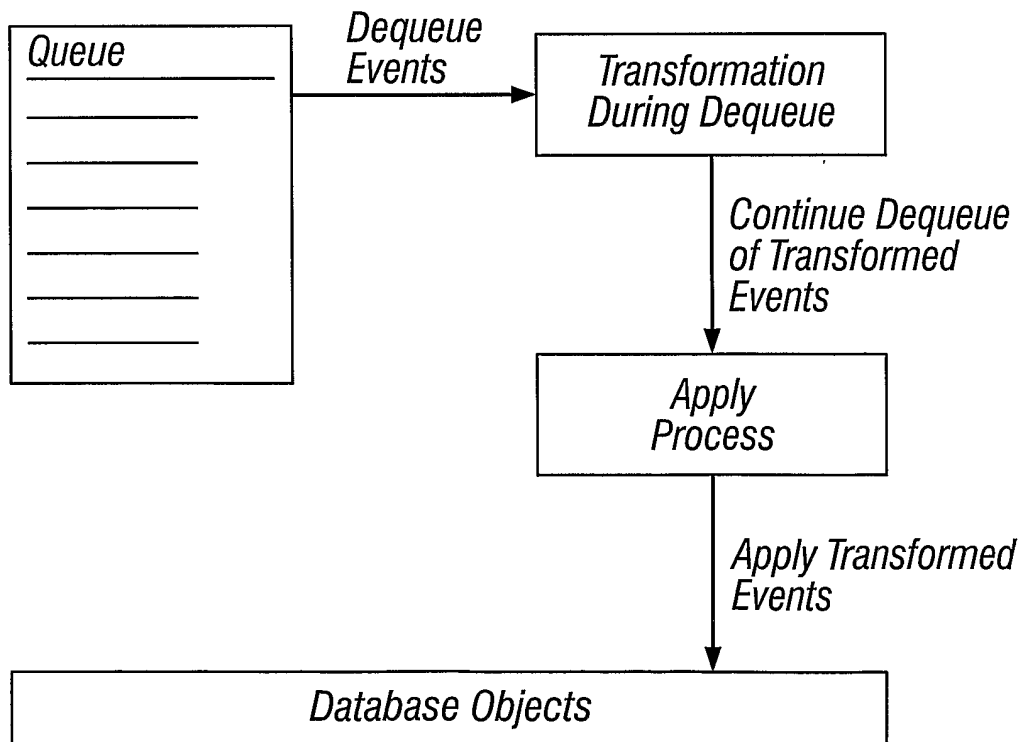 Queue
Dequeue
Events
Transformation
During Dequeue
Continue Dequeue
of Transformed
Events
Apply
Process
Apply Transformed
Events
Database Objects